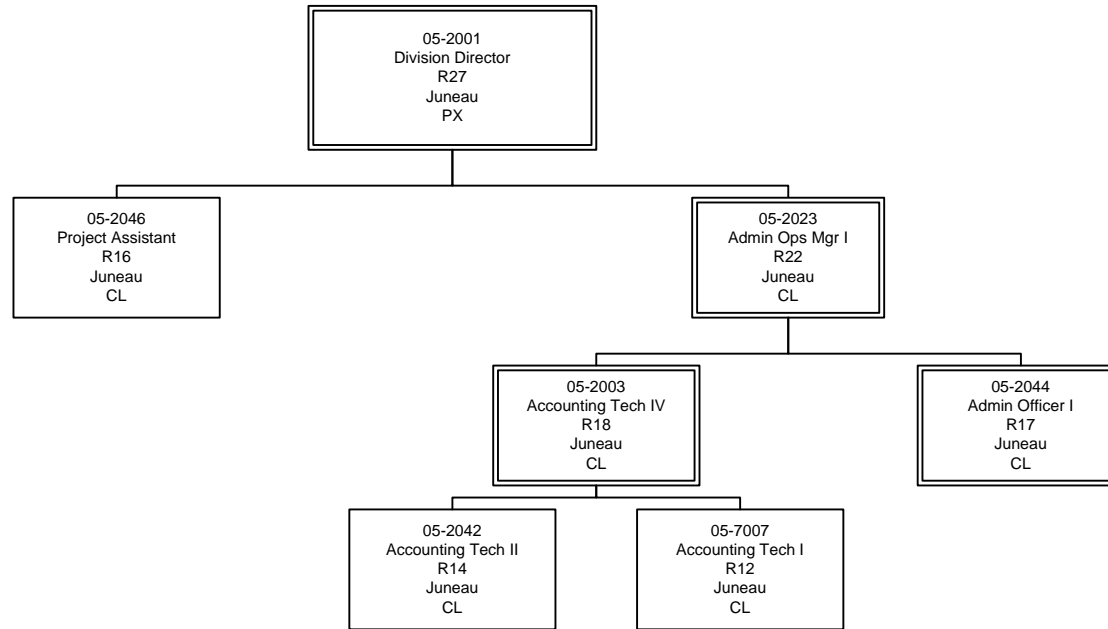 05-2001
Division Director
R27
Juneau
PX
05-2046
Project Assistant
R16
Juneau
CL
05-2023
Admin Ops Mgr I
R22
Juneau
CL
05-2003
Accounting Tech IV
R18
Juneau
CL
05-2044
Admin Officer I
R17
Juneau
CL
05-2042
Accounting Tech II
R14
Juneau
CL
05-7007
Accounting Tech I
R12
Juneau
CL